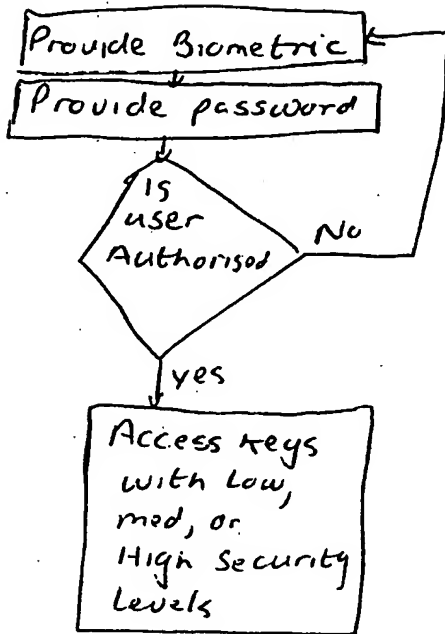 Provide Biometric
Provide password
Is
user
Authorised
No
yes
Access keys
with Low,
med, or
High Security
Levels